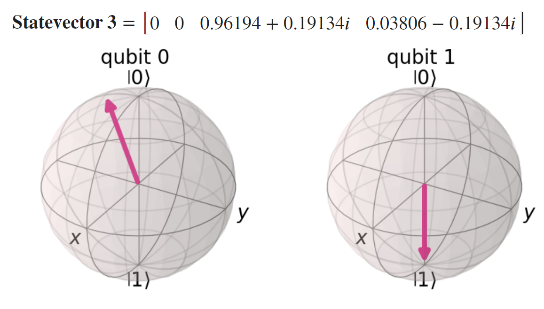 Statevector 3 = |0 0 0.96194 + 0.19134i 0.03806 − 0.19134i|
qubit 0
|0⟩
x
y
|1⟩
qubit 1
|0⟩
x
y
|1⟩